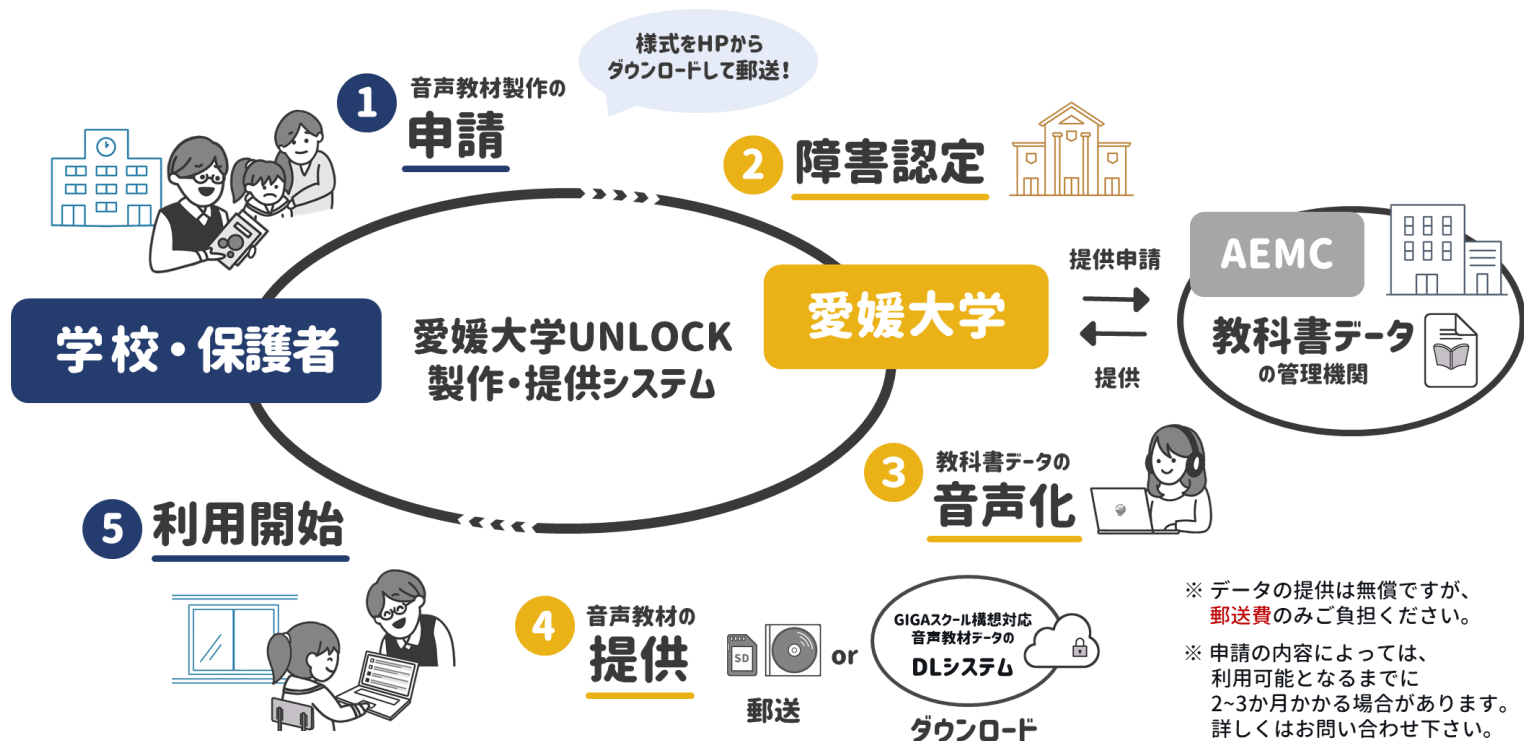 様式をHPから
ダウンロードして郵送！
1
音声教材製作の
申請
2
障害認定
学校・保護者
愛媛大学UNLOCK
製作・提供システム
愛媛大学
提供申請
提供
AEMC
教科書データ
の管理機関
3
教科書データの
音声化
4
音声教材の
提供
SD
郵送
or
GIGAスクール構想対応
音声教材データの
DLシステム
ダウンロード
5
利用開始
※ データの提供は無償ですが、
郵送費のみご負担ください。
※ 申請の内容によっては、
利用可能となるまでに
2~3か月かかる場合があります。
詳しくはお問い合わせ下さい。